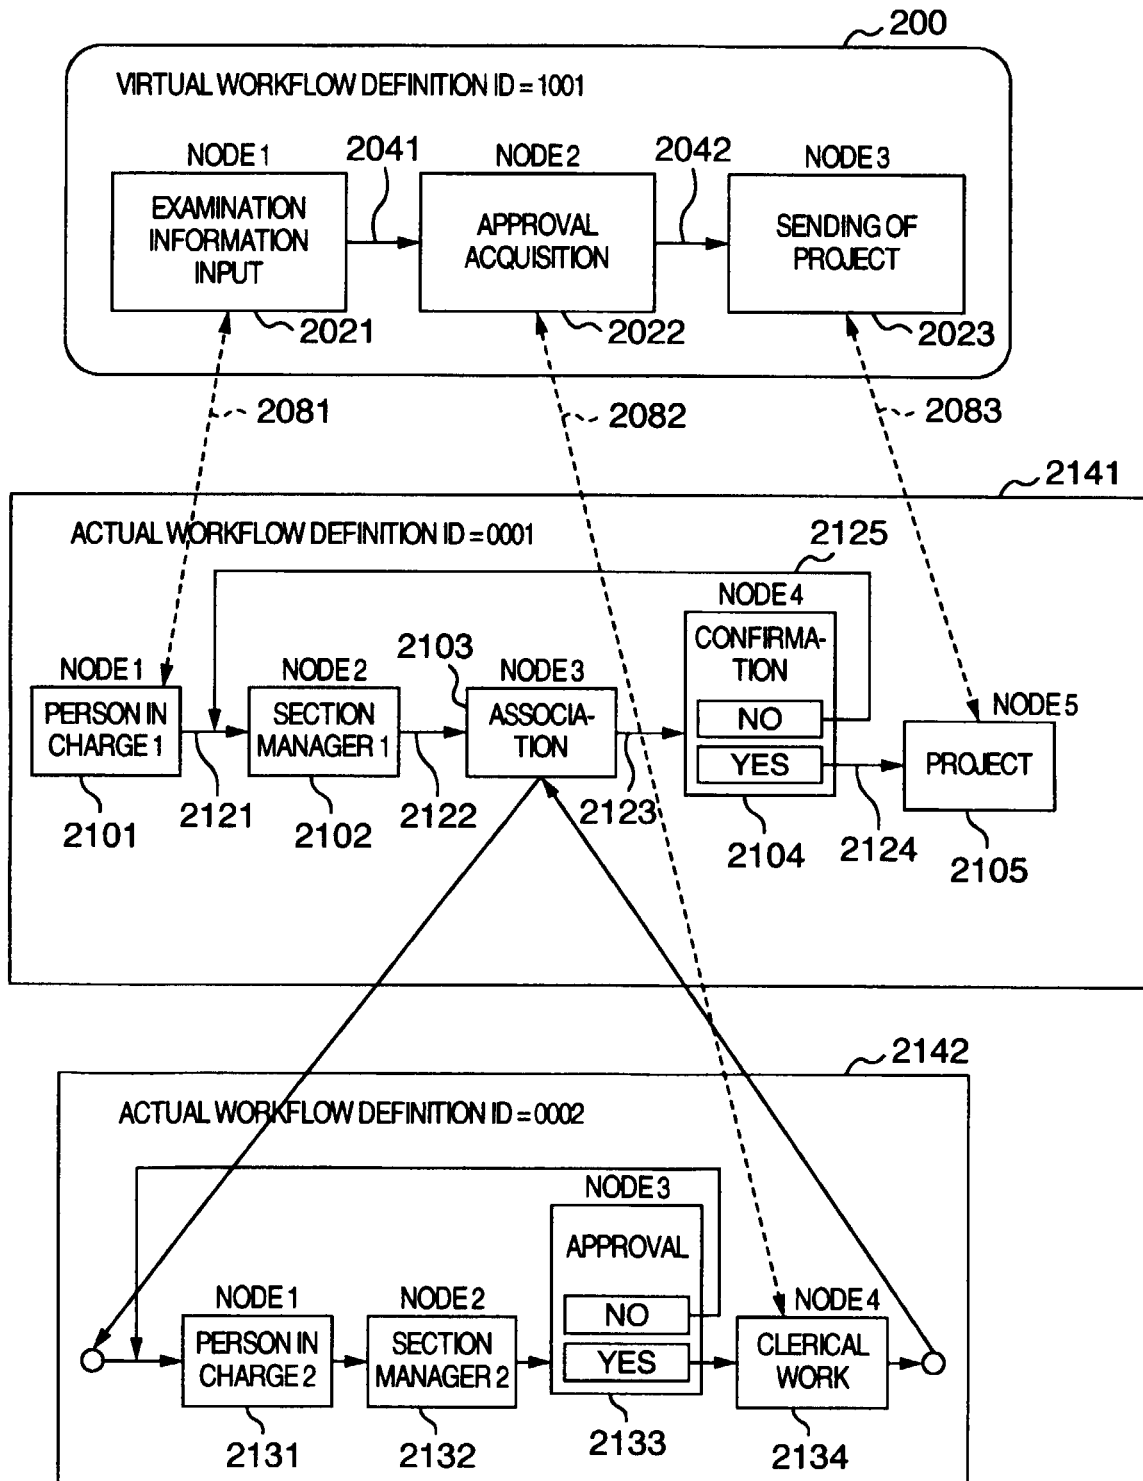 200
VIRTUAL WORKFLOW DEFINITION ID = 1001
NODE 1
2041
NODE 2
2042
NODE 3
EXAMINATION
INFORMATION
INPUT
APPROVAL
ACQUISITION
SENDING OF
PROJECT
2021
2022
2023
2081
2082
2083
2141
ACTUAL WORKFLOW DEFINITION ID = 0001
2125
NODE 4
CONFIRMA-
TION
NO
YES
2103
NODE 1
NODE 2
NODE 3
NODE 5
PERSON IN
CHARGE 1
SECTION
MANAGER 1
ASSOCIA-
TION
PROJECT
2101
2121
2102
2122
2123
2104
2124
2105
2142
ACTUAL WORKFLOW DEFINITION ID = 0002
NODE 3
APPROVAL
NO
YES
NODE 1
NODE 2
NODE 4
PERSON IN
CHARGE 2
SECTION
MANAGER 2
CLERICAL
WORK
2131
2132
2133
2134